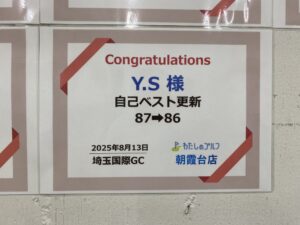 Congratulations
Y.S 様
自己ベスト更新
87➡86
2025年8月13日
埼玉国際GC
わたしのゴルフ
朝霞台店